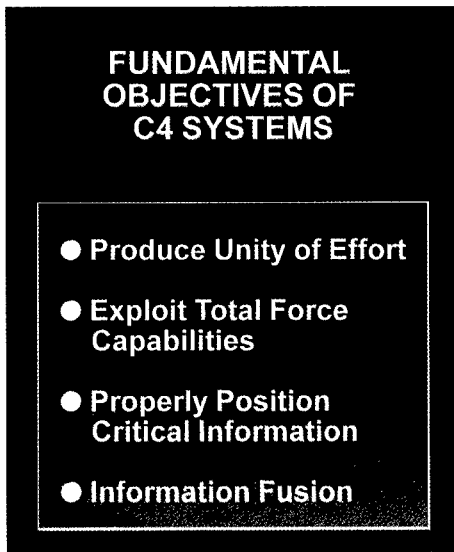 FUNDAMENTAL
OBJECTIVES OF
C4 SYSTEMS
● Produce Unity of Effort
● Exploit Total Force
Capabilities
● Properly Position
Critical Information
● Information Fusion